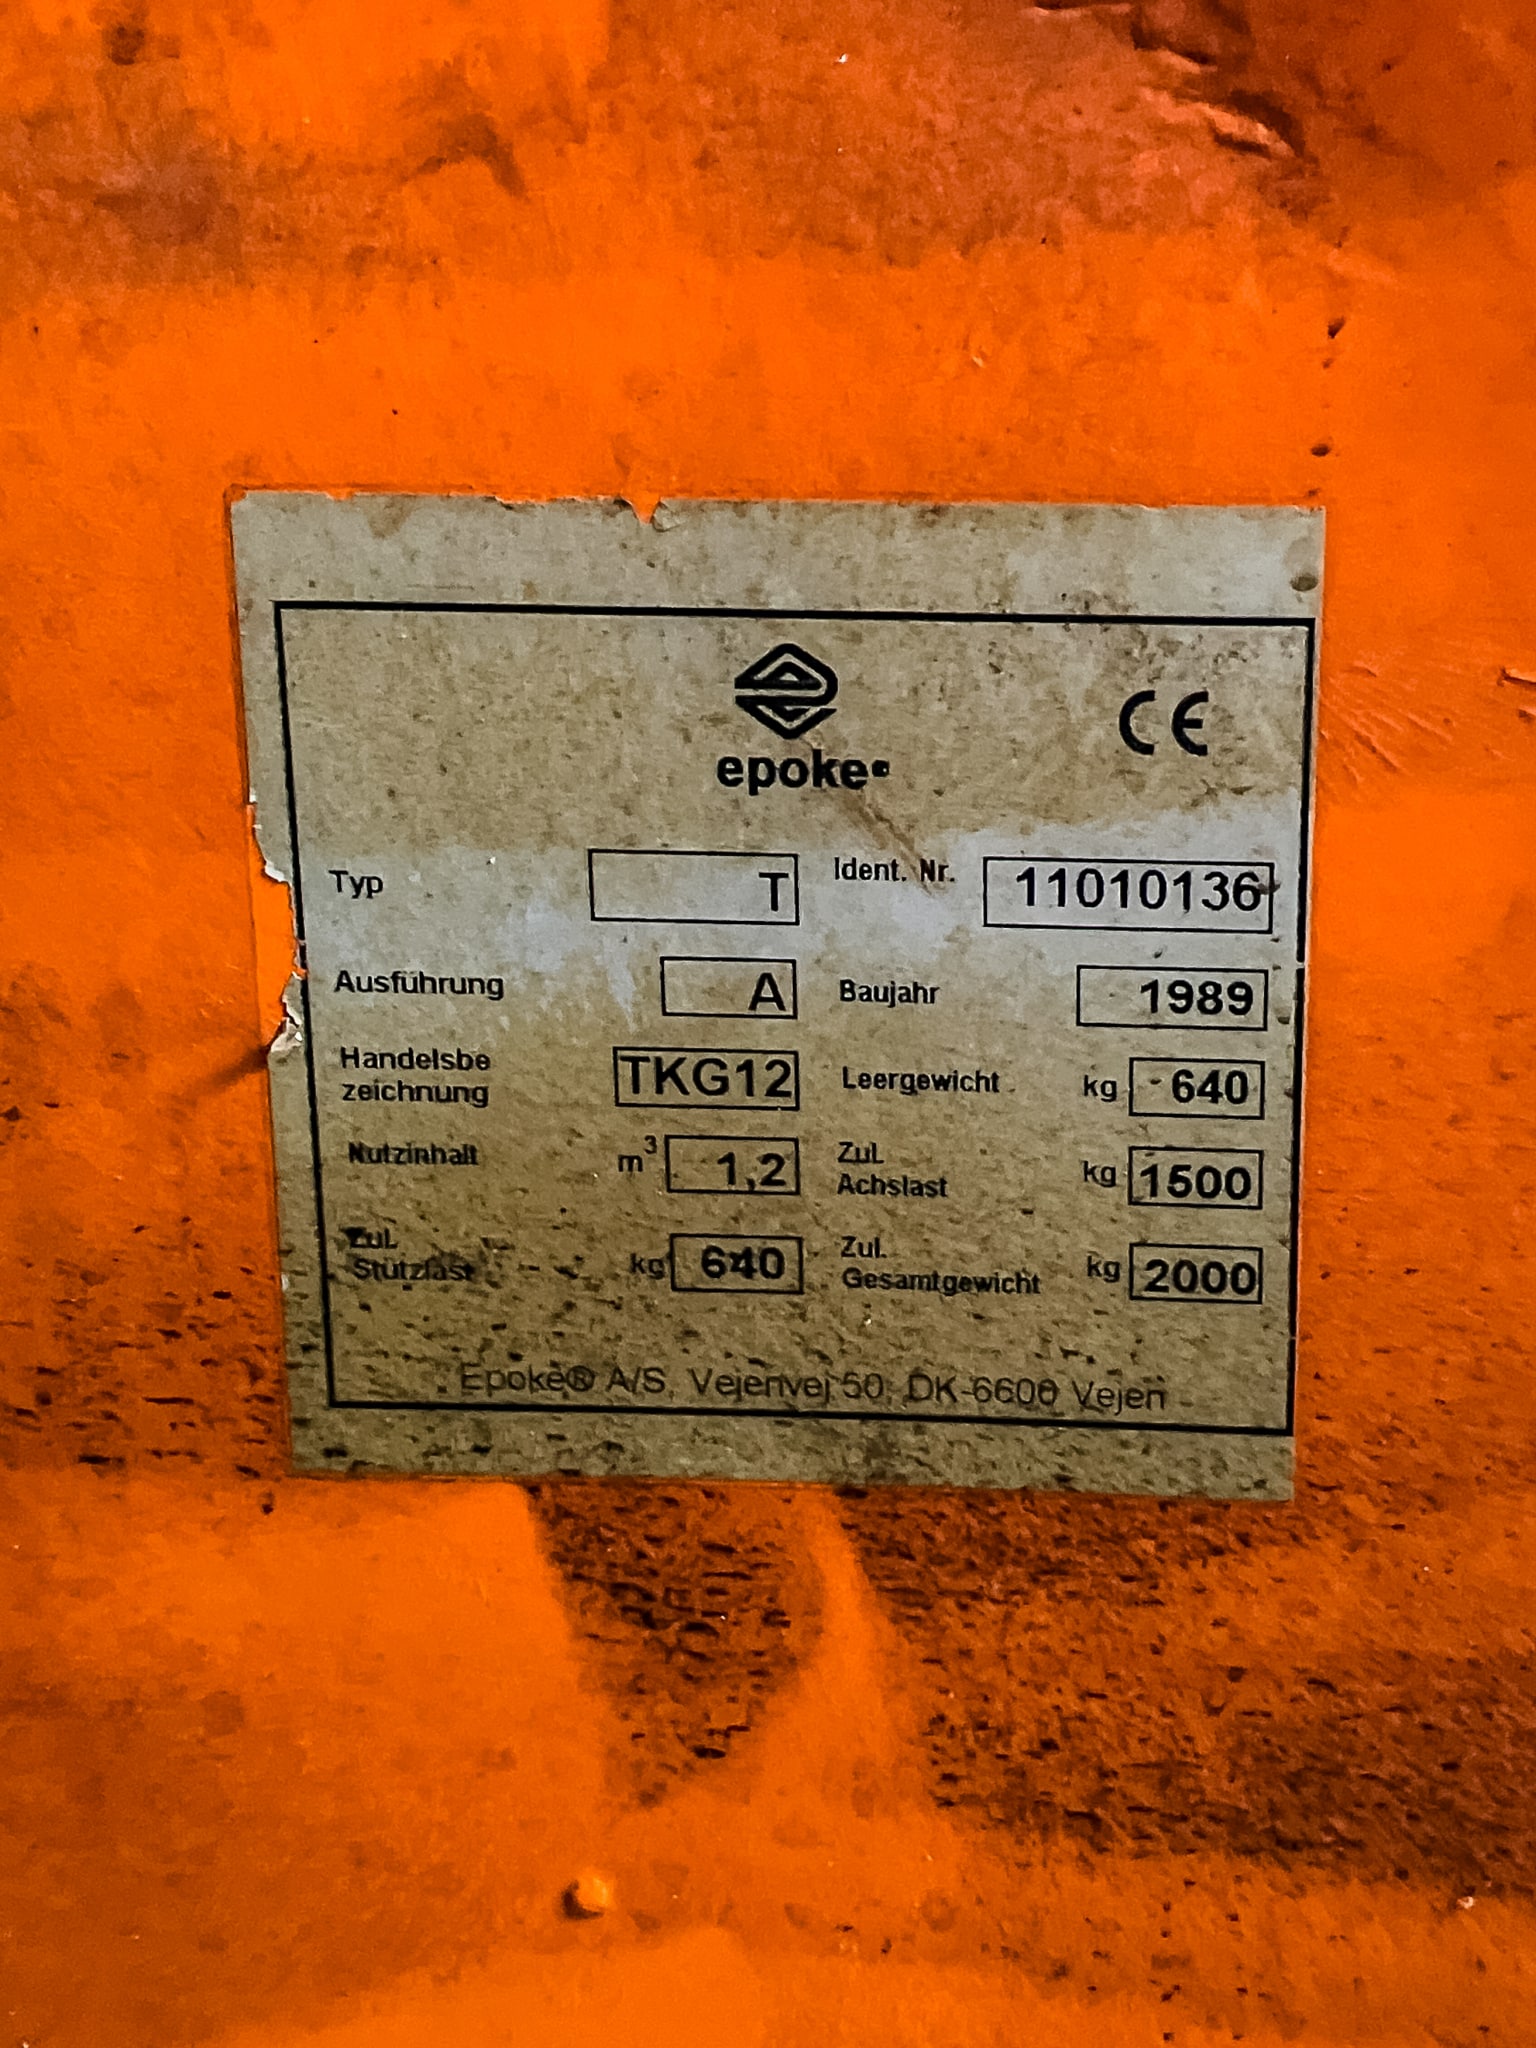 epoke®
CE
Typ T Ident. Nr. 11010136
Ausführung A Baujahr 1989
Handelsbe
zeichnung TKG12 Leergewicht kg 640
Nutzinhalt m³ 1,2 Zul.
Achslast kg 1500
Zul.
Stützlast kg 640 Zul.
Gesamtgewicht kg 2000
Epoke® A/S, Vejenvej 50, DK-6600 Vejen